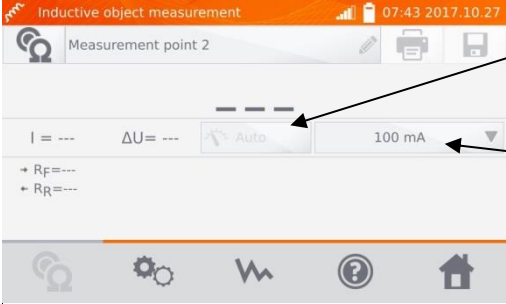 Inductive object measurement 07:43 2017.10.27
Measurement point 2
---
I = --- ΔU= --- Auto 100 mA
→ RF=---
← RR=---